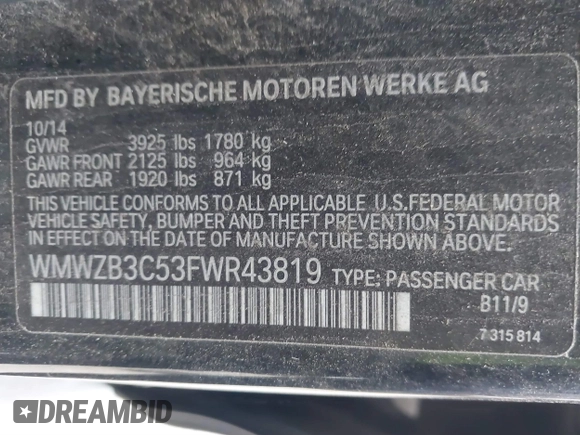 MFD BY BAYERISCHE MOTOREN WERKE AG
10/14
GVWR 3925 lbs 1780 kg
GAWR FRONT 2125 lbs 964 kg
GAWR REAR 1920 lbs 871 kg
THIS VEHICLE CONFORMS TO ALL APPLICABLE U.S.FEDERAL MOTOR
VEHICLE SAFETY, BUMPER AND THEFT PREVENTION STANDARDS
IN EFFECT ON THE DATE OF MANUFACTURE SHOWN ABOVE.
WMWZB3C53FWR43819 TYPE: PASSENGER CAR
B11/9
7 315 814
DREAMBID